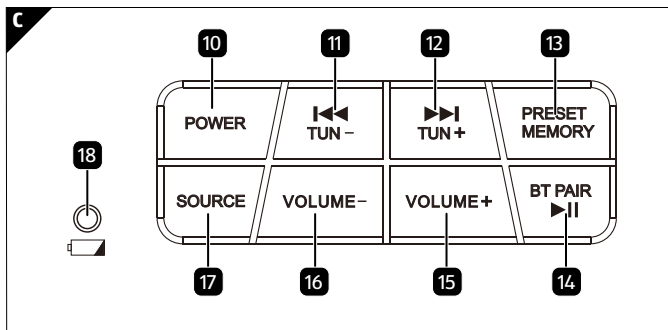 C
10 11 12 13
POWER
TUN −
TUN +
PRESET
MEMORY
18
SOURCE
VOLUME−
VOLUME+
BT PAIR
17 16 15 14